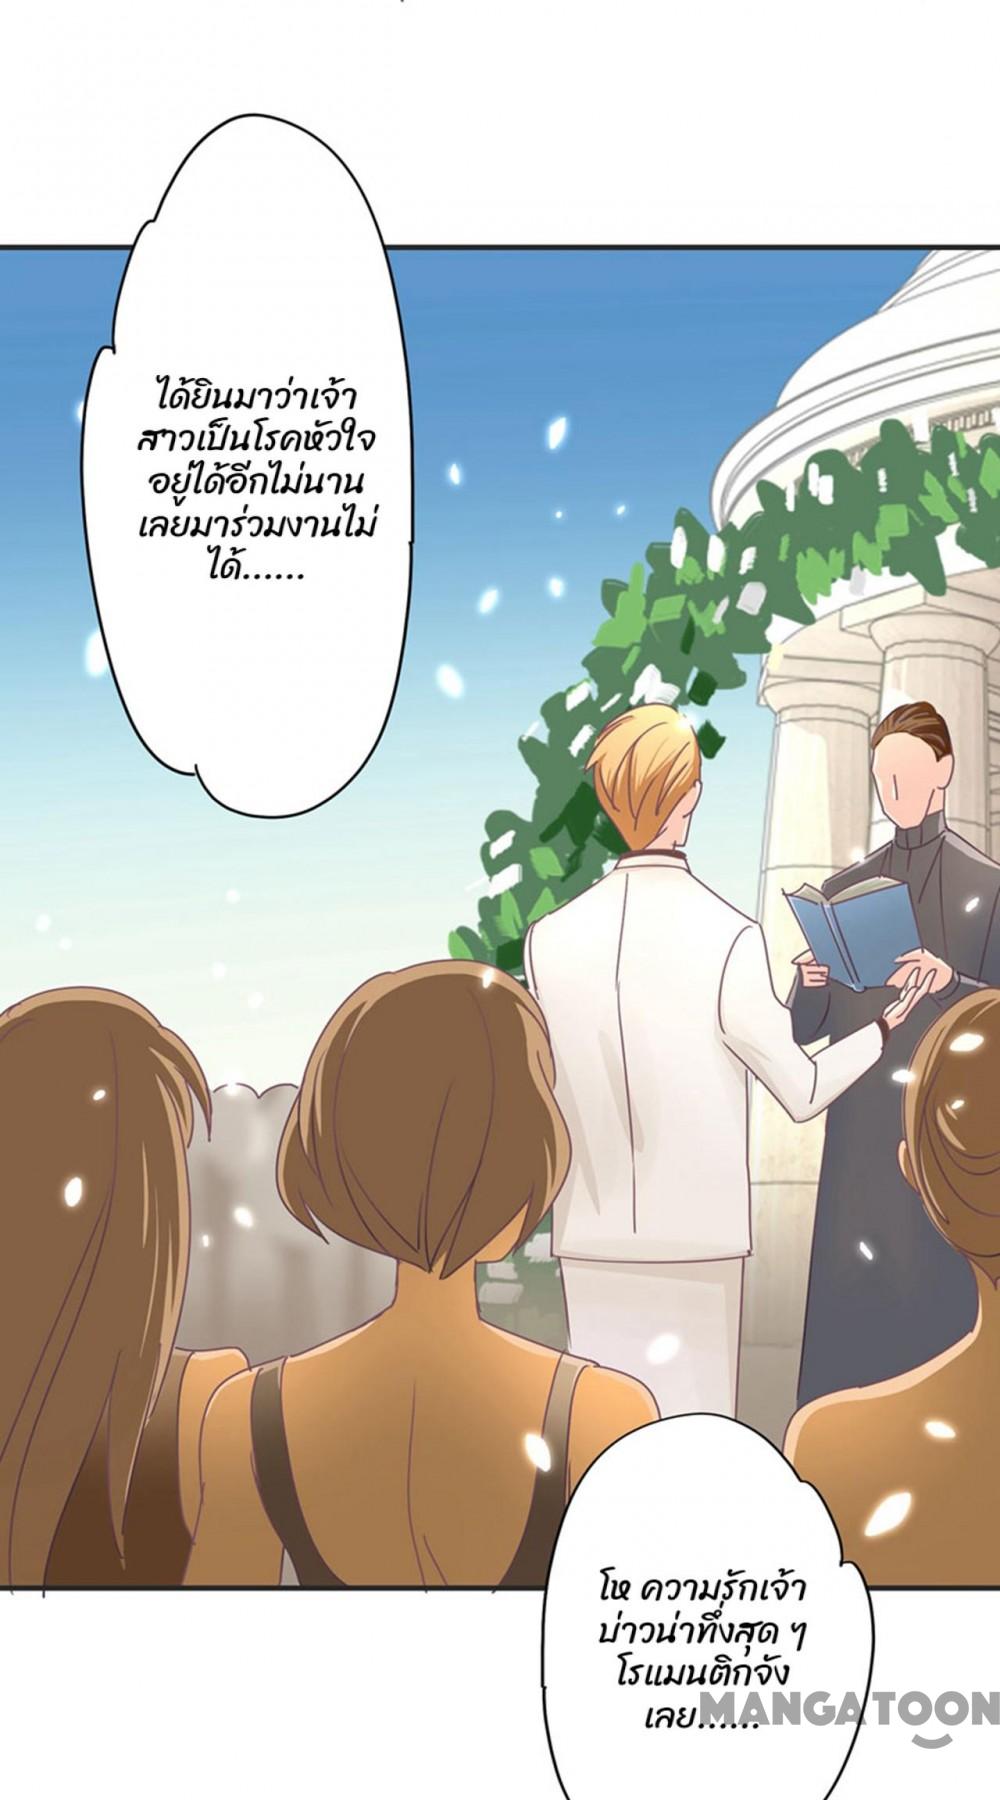 ได้ยินมาว่าเจ้า
สาวเป็นโรคหัวใจ
อยู่ได้อีกไม่นาน
เลยมาร่วมงานไม่
ได้......
โห ความรักเจ้า
บ่าวน่าทึ่งสุด ๆ
โรแมนติกจัง
เลย......
MANGATOON